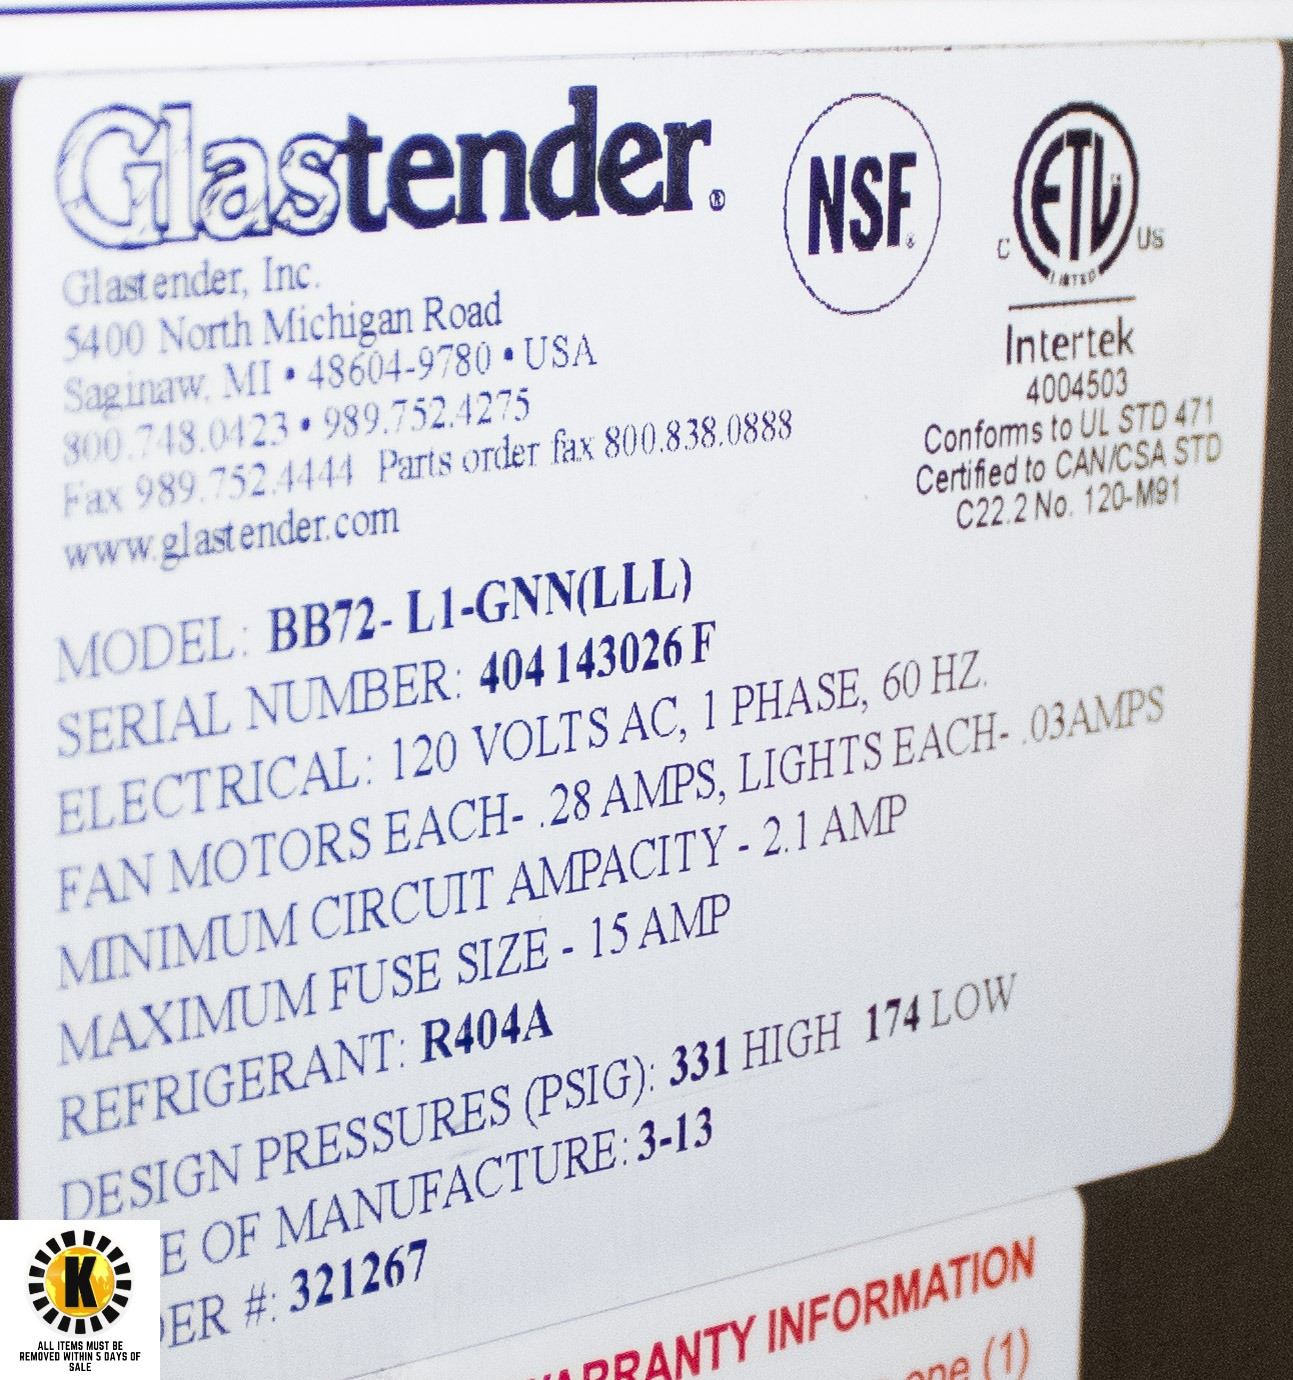 Glastender®
NSF®
ETL
LISTED
C
US
Intertek
4004503
Conforms to UL STD 471
Certified to CAN/CSA STD
C22.2 No. 120-M91
Glastender, Inc.
5400 North Michigan Road
Saginaw, MI • 48604-9780 • USA
800.748.0423 • 989.752.4275
Fax 989.752.4444 Parts order fax 800.838.0888
www.glastender.com
MODEL: BB72- L1-GNN(LLL)
SERIAL NUMBER: 404143026F
ELECTRICAL: 120 VOLTS AC, 1 PHASE, 60 HZ.
FAN MOTORS EACH- .28 AMPS, LIGHTS EACH- .03AMPS
MINIMUM CIRCUIT AMPACITY - 2.1 AMP
MAXIMUM FUSE SIZE - 15 AMP
REFRIGERANT: R404A
DESIGN PRESSURES (PSIG): 331 HIGH 174 LOW
E OF MANUFACTURE: 3-13
DER #: 321267
WARRANTY INFORMATION
one (1)
K
ALL ITEMS MUST BE
REMOVED WITHIN 5 DAYS OF
SALE